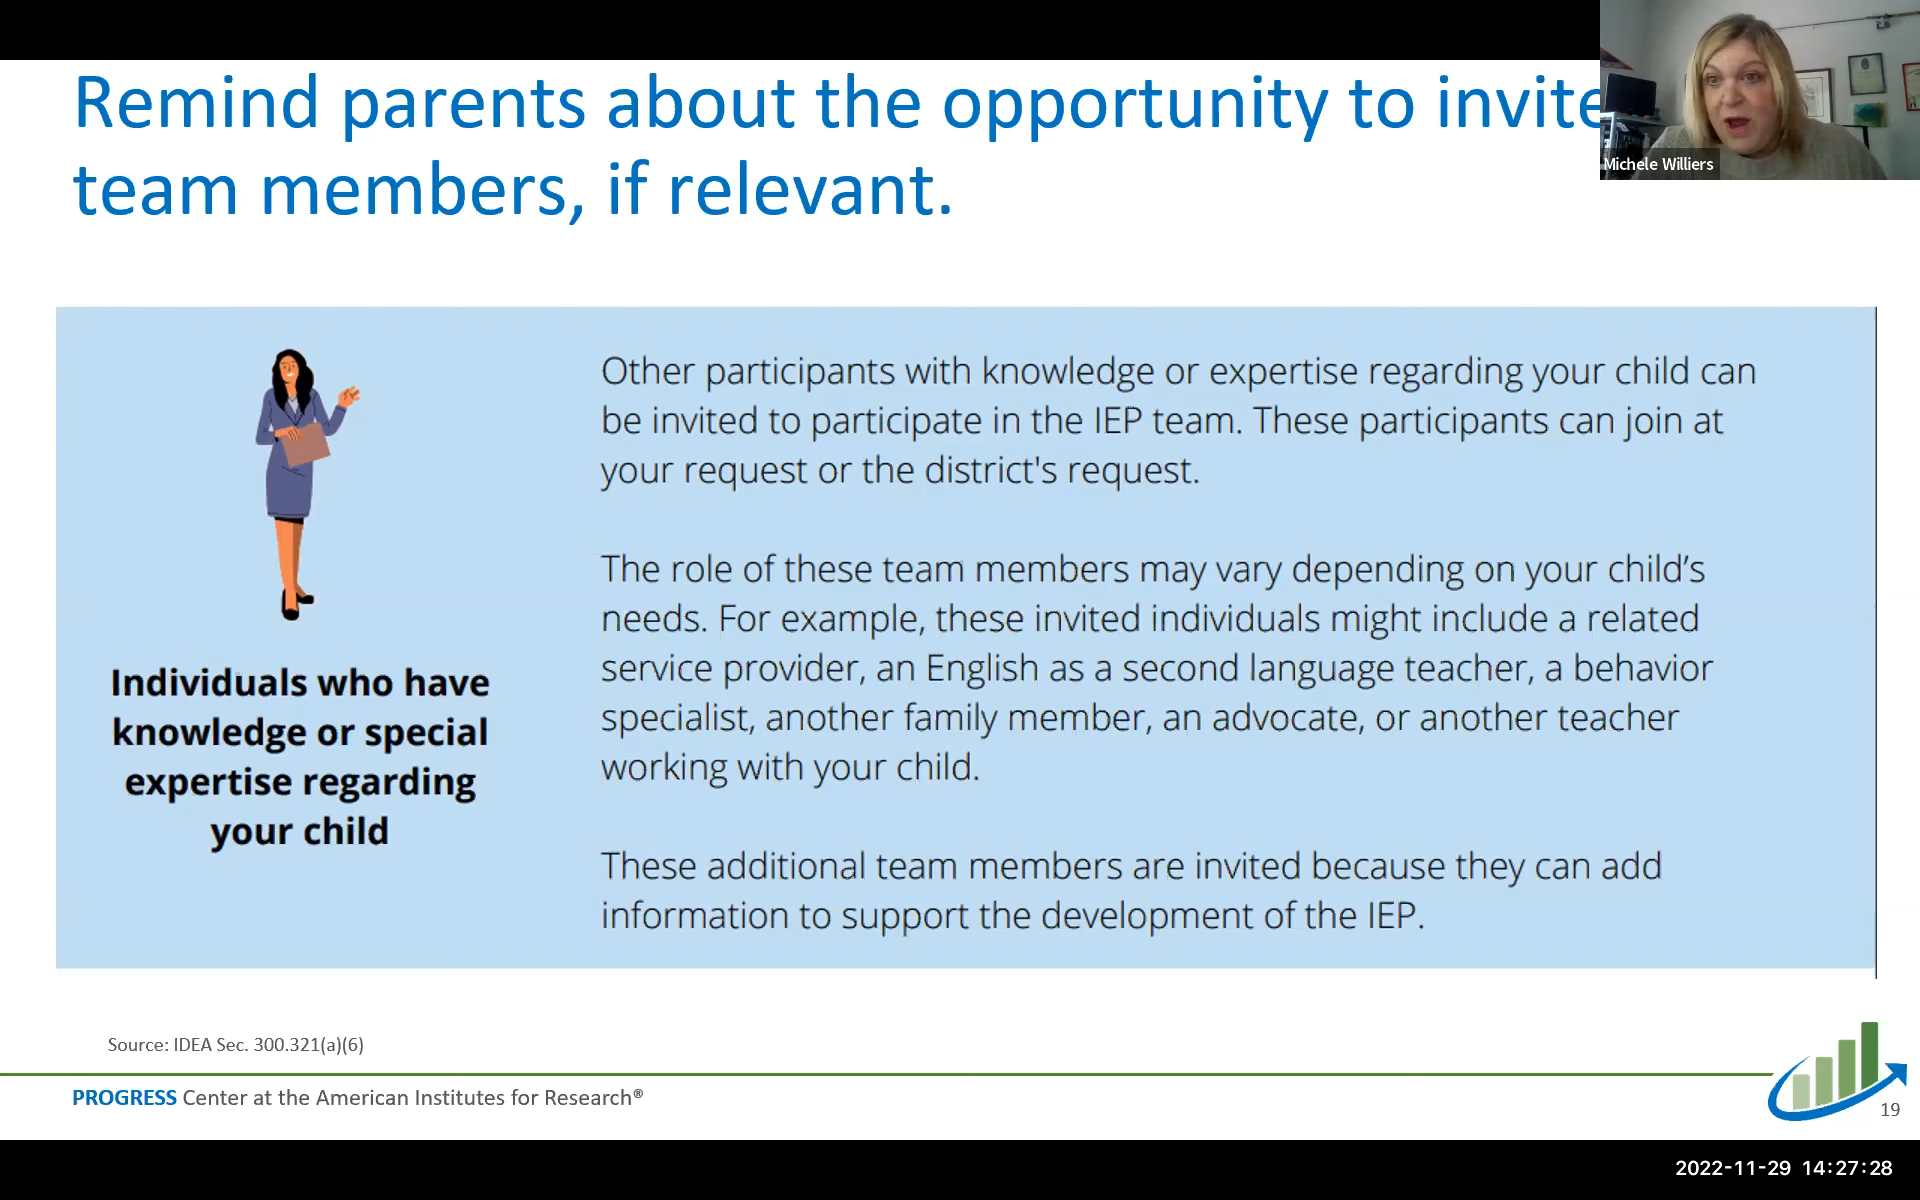 Remind parents about the opportunity to invite
team members, if relevant.
Michele Williers
Individuals who have
knowledge or special
expertise regarding
your child
Other participants with knowledge or expertise regarding your child can
be invited to participate in the IEP team. These participants can join at
your request or the district's request.
The role of these team members may vary depending on your child’s
needs. For example, these invited individuals might include a related
service provider, an English as a second language teacher, a behavior
specialist, another family member, an advocate, or another teacher
working with your child.
These additional team members are invited because they can add
information to support the development of the IEP.
Source: IDEA Sec. 300.321(a)(6)
PROGRESS Center at the American Institutes for Research®
19
2022-11-29 14:27:28